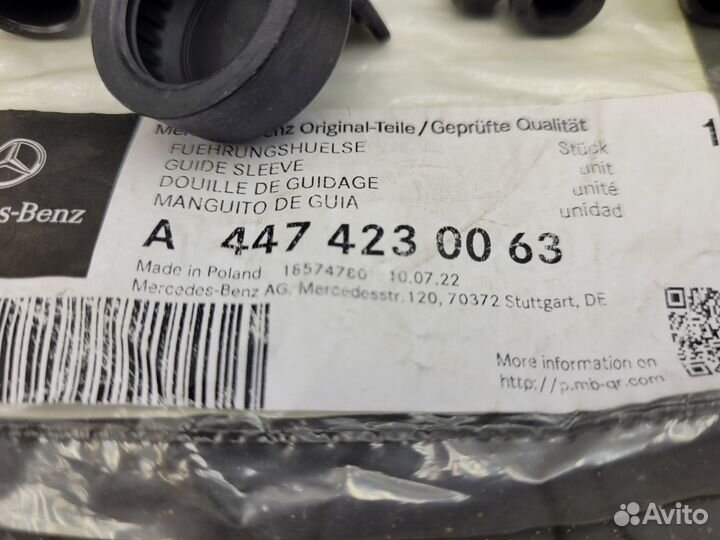 Original-Teile/Geprüfte Qualität
1
FUEHRUNGSHUELSE Stück
GUIDE SLEEVE unit
DOUILLE DE GUIDAGE unité
MANGUITO DE GUIA unidad
s-Benz
A 447 423 00 63
Made in Poland 18574780 10.07.22
Mercedes-Benz AG, Mercedesstr.120, 70372 Stuttgart, DE
More information on
http://p.mb-qr.com
Avito